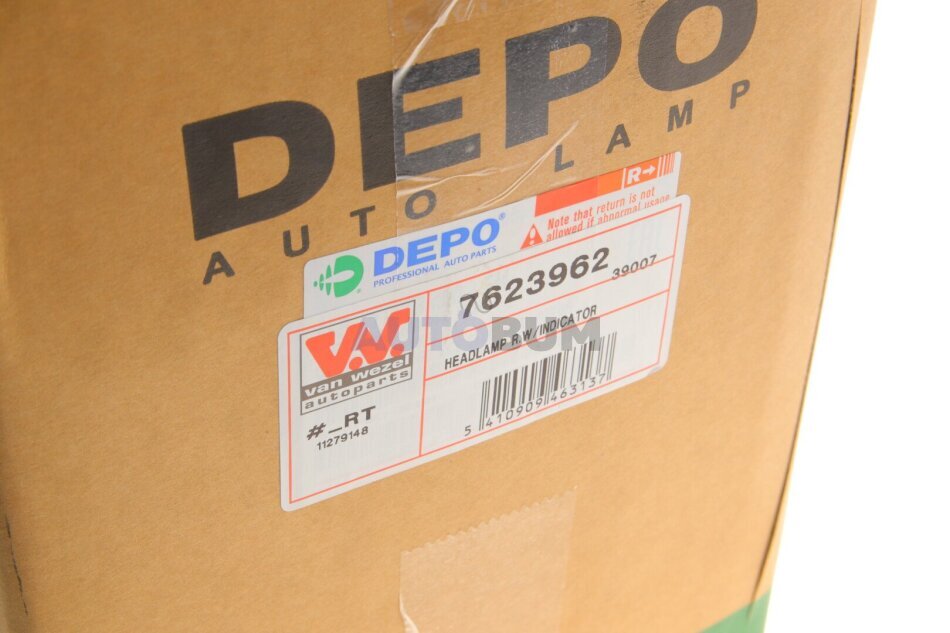 DEPO
AUTO LAMP
R→
DEPO®
PROFESSIONAL AUTO PARTS
Note that return is not
allowed if abnormal usage
V.V.
van wezel
autoparts
#_RT
11279148
7623962
39007
HEADLAMP R.W/INDICATOR
5 410909 463137
AUTORUM